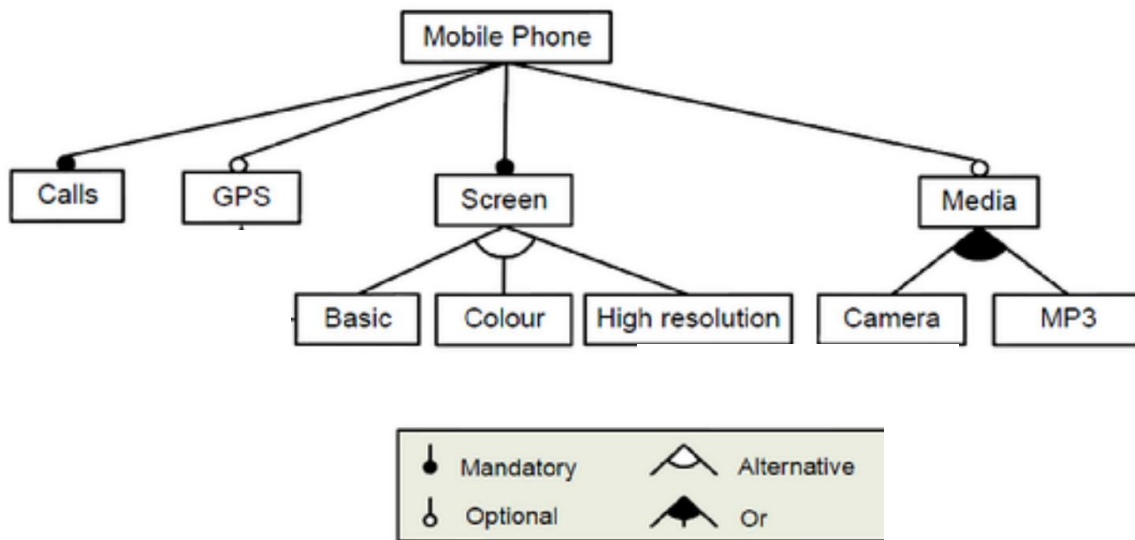 Mobile Phone
Calls GPS Screen Media
Basic Colour High resolution Camera MP3
Mandatory Alternative
Optional Or